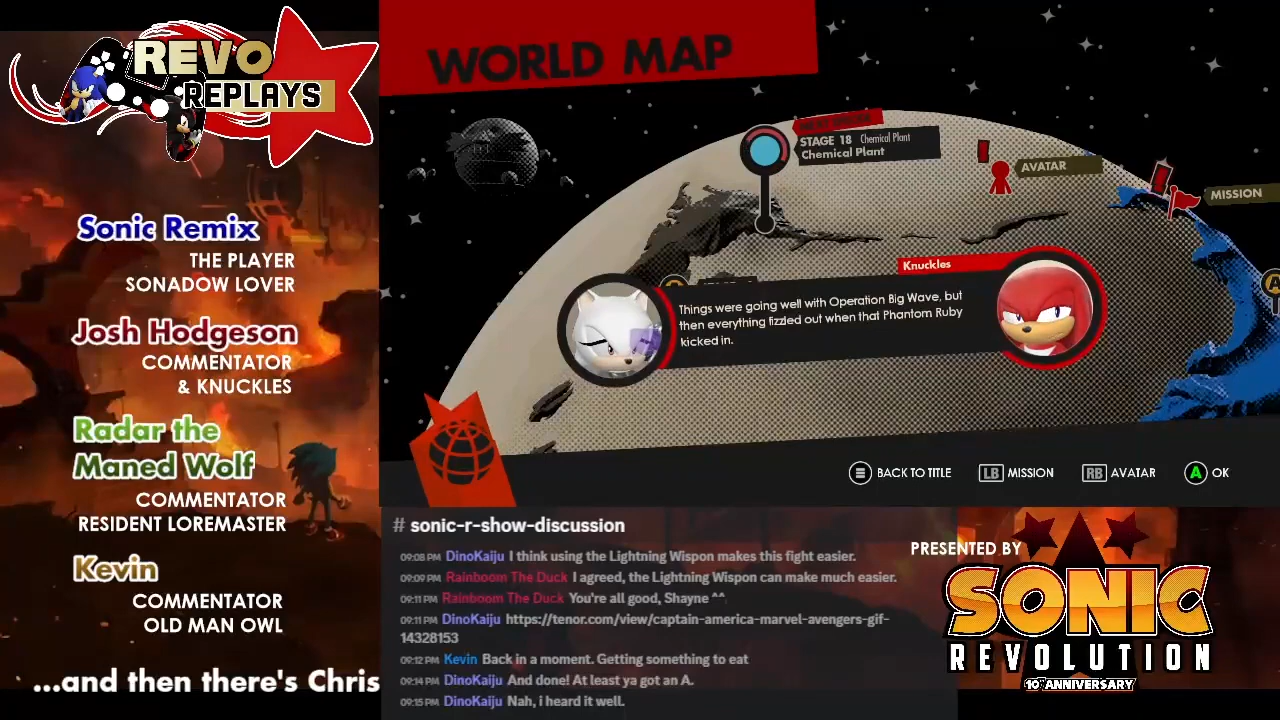 REVO
REPLAYS
Sonic Remix
THE PLAYER
SONADOW LOVER
Josh Hodgeson
COMMENTATOR
& KNUCKLES
Radar the
Maned Wolf
COMMENTATOR
RESIDENT LOREMASTER
Kevin
COMMENTATOR
OLD MAN OWL
...and then there's Chris
WORLD MAP
STAGE 18 Chemical Plant
Chemical Plant
AVATAR
MISSION
Knuckles
Things were going well with Operation Big Wave, but
then everything fizzled out when that Phantom Ruby
kicked in.
BACK TO TITLE
LB MISSION
RB AVATAR
A OK
# sonic-r-show-discussion
09:08 PM DinoKaiju I think using the Lightning Wispon makes this fight easier.
09:09 PM Rainboom The Duck I agreed, the Lightning Wispon can make much easier.
09:11 PM Rainboom The Duck You're all good, Shayne ^^
09:11 PM DinoKaiju https://tenor.com/view/captain-america-marvel-avengers-gif-
14328153
09:12 PM Kevin Back in a moment. Getting something to eat
09:14 PM DinoKaiju And done! At least ya got an A.
09:15 PM DinoKaiju Nah, i heard it well.
PRESENTED BY
SONIC
REVOLUTION
10TH ANNIVERSARY